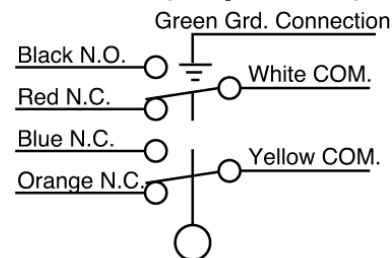 Green Grd. Connection
Black N.O.
White COM.
Red N.C.
Blue N.C.
Yellow COM.
Orange N.C.